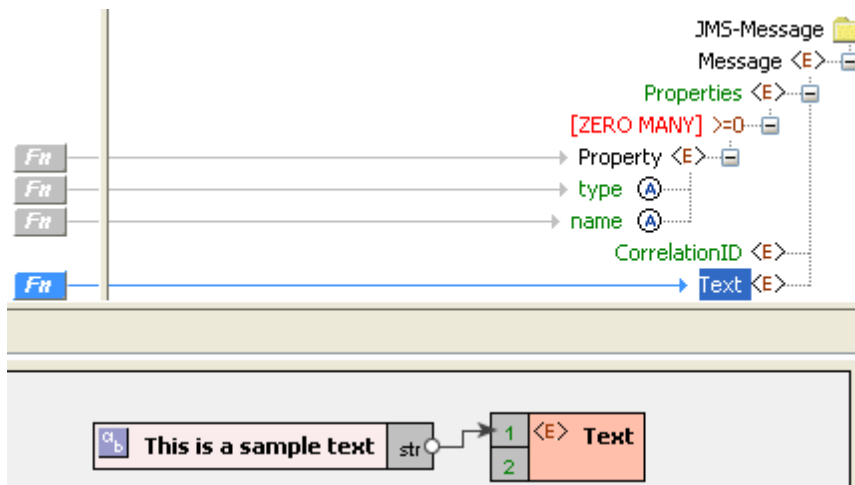 JMS-Message
Message <E>
Properties <E>
[ZERO MANY] >=0
Fn Property <E>
Fn type A
Fn name A
CorrelationID <E>
Fn Text <E>
ab This is a sample text str 1 <E> Text
2